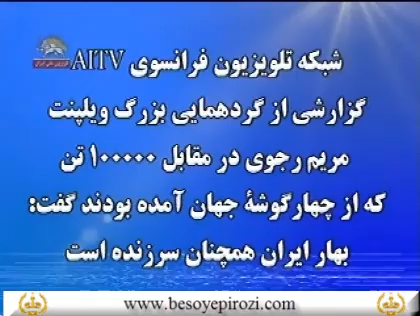 شبکه تلویزیون فرانسوی AITV
گزارشی از گردهمایی بزرگ ویلپنت
مریم رجوی در مقابل ۱۰۰۰۰۰ تن
که از چهارگوشۀ جهان آمده بودند گفت:
بهار ایران همچنان سرزنده است
www.besoyepirozi.com